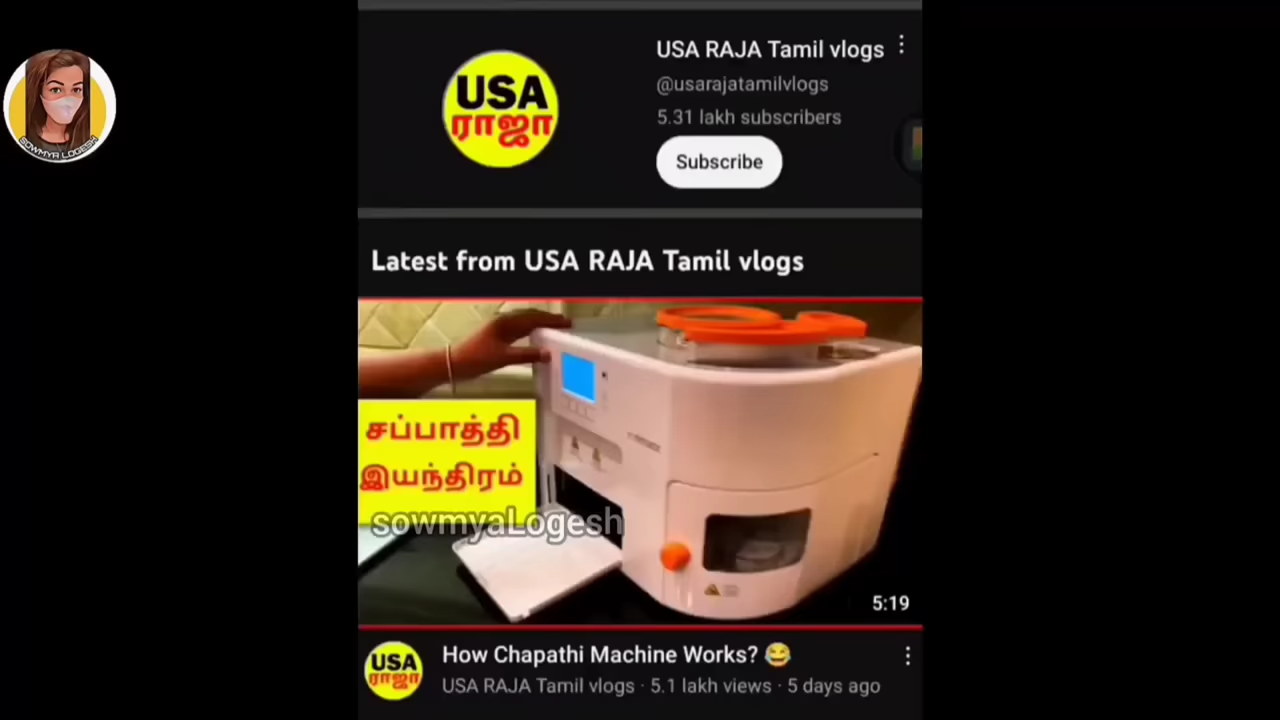 USA RAJA Tamil vlogs
@usarajatamilvlogs
5.31 lakh subscribers
Subscribe
USA
ராஜா
SOWMYA LOGESH
Latest from USA RAJA Tamil vlogs
சப்பாத்தி
இயந்திரம்
sowmyaLogesh
5:19
USA
ராஜா
How Chapathi Machine Works? 😂
USA RAJA Tamil vlogs · 5.1 lakh views · 5 days ago